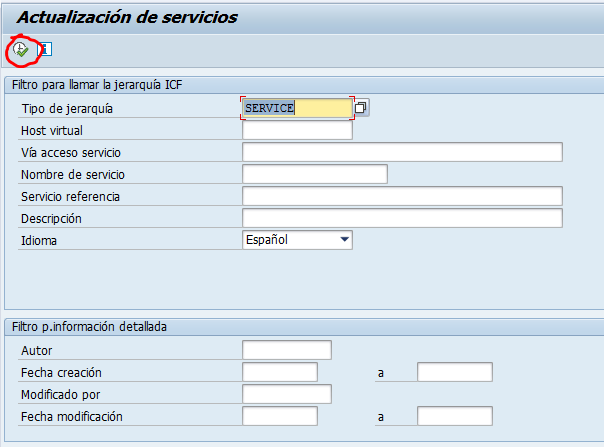 Actualización de servicios
Filtro para llamar la jerarquía ICF
Tipo de jerarquía SERVICE
Host virtual
Vía acceso servicio
Nombre de servicio
Servicio referencia
Descripción
Idioma Español
Filtro p.información detallada
Autor
Fecha creación a
Modificado por
Fecha modificación a